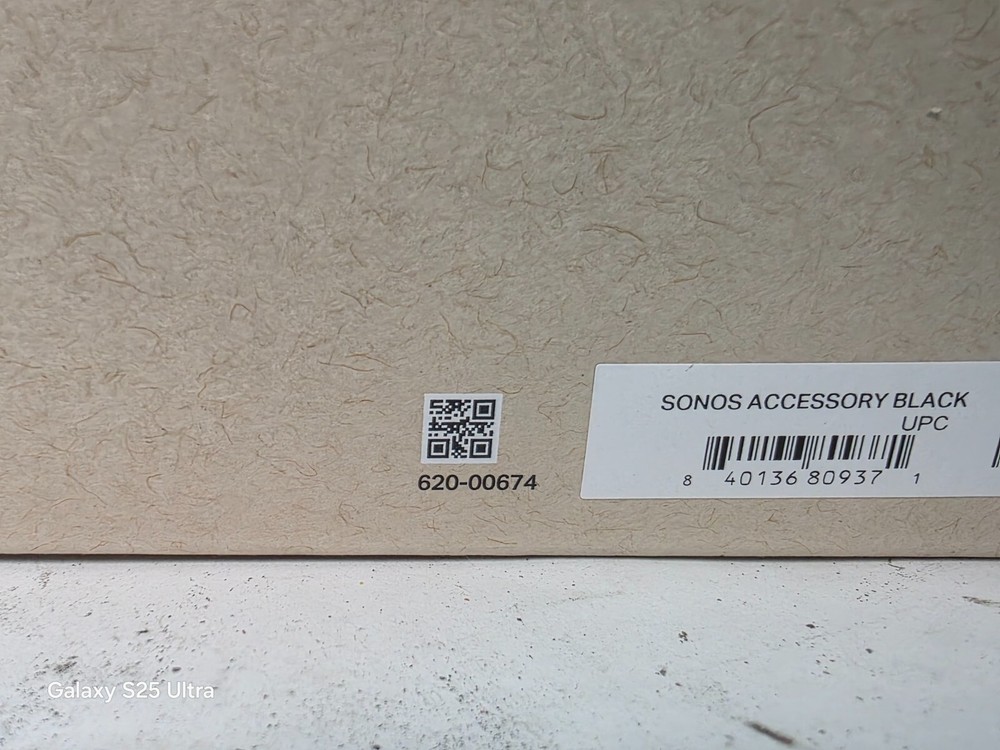 SONOS ACCESSORY BLACK
UPC
8 40136 80937 1
620-00674
Galaxy S25 Ultra